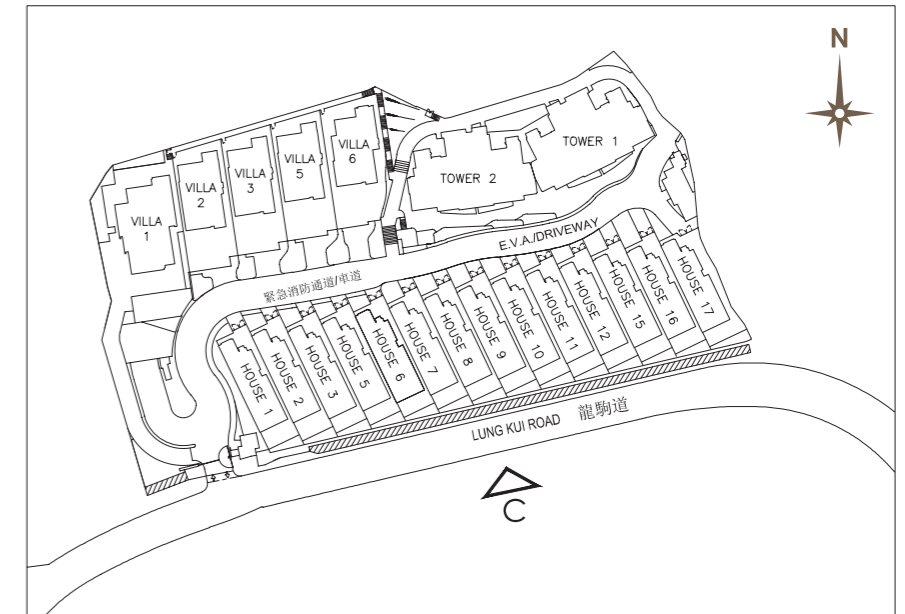 N
VILLA
1
VILLA
2
VILLA
3
VILLA
5
VILLA
6
TOWER 2
TOWER 1
E.V.A./DRIVEWAY
緊急消防通道/車道
HOUSE 1
HOUSE 2
HOUSE 3
HOUSE 5
HOUSE 6
HOUSE 7
HOUSE 8
HOUSE 9
HOUSE 10
HOUSE 11
HOUSE 12
HOUSE 15
HOUSE 16
HOUSE 17
LUNG KUI ROAD 龍駒道
C